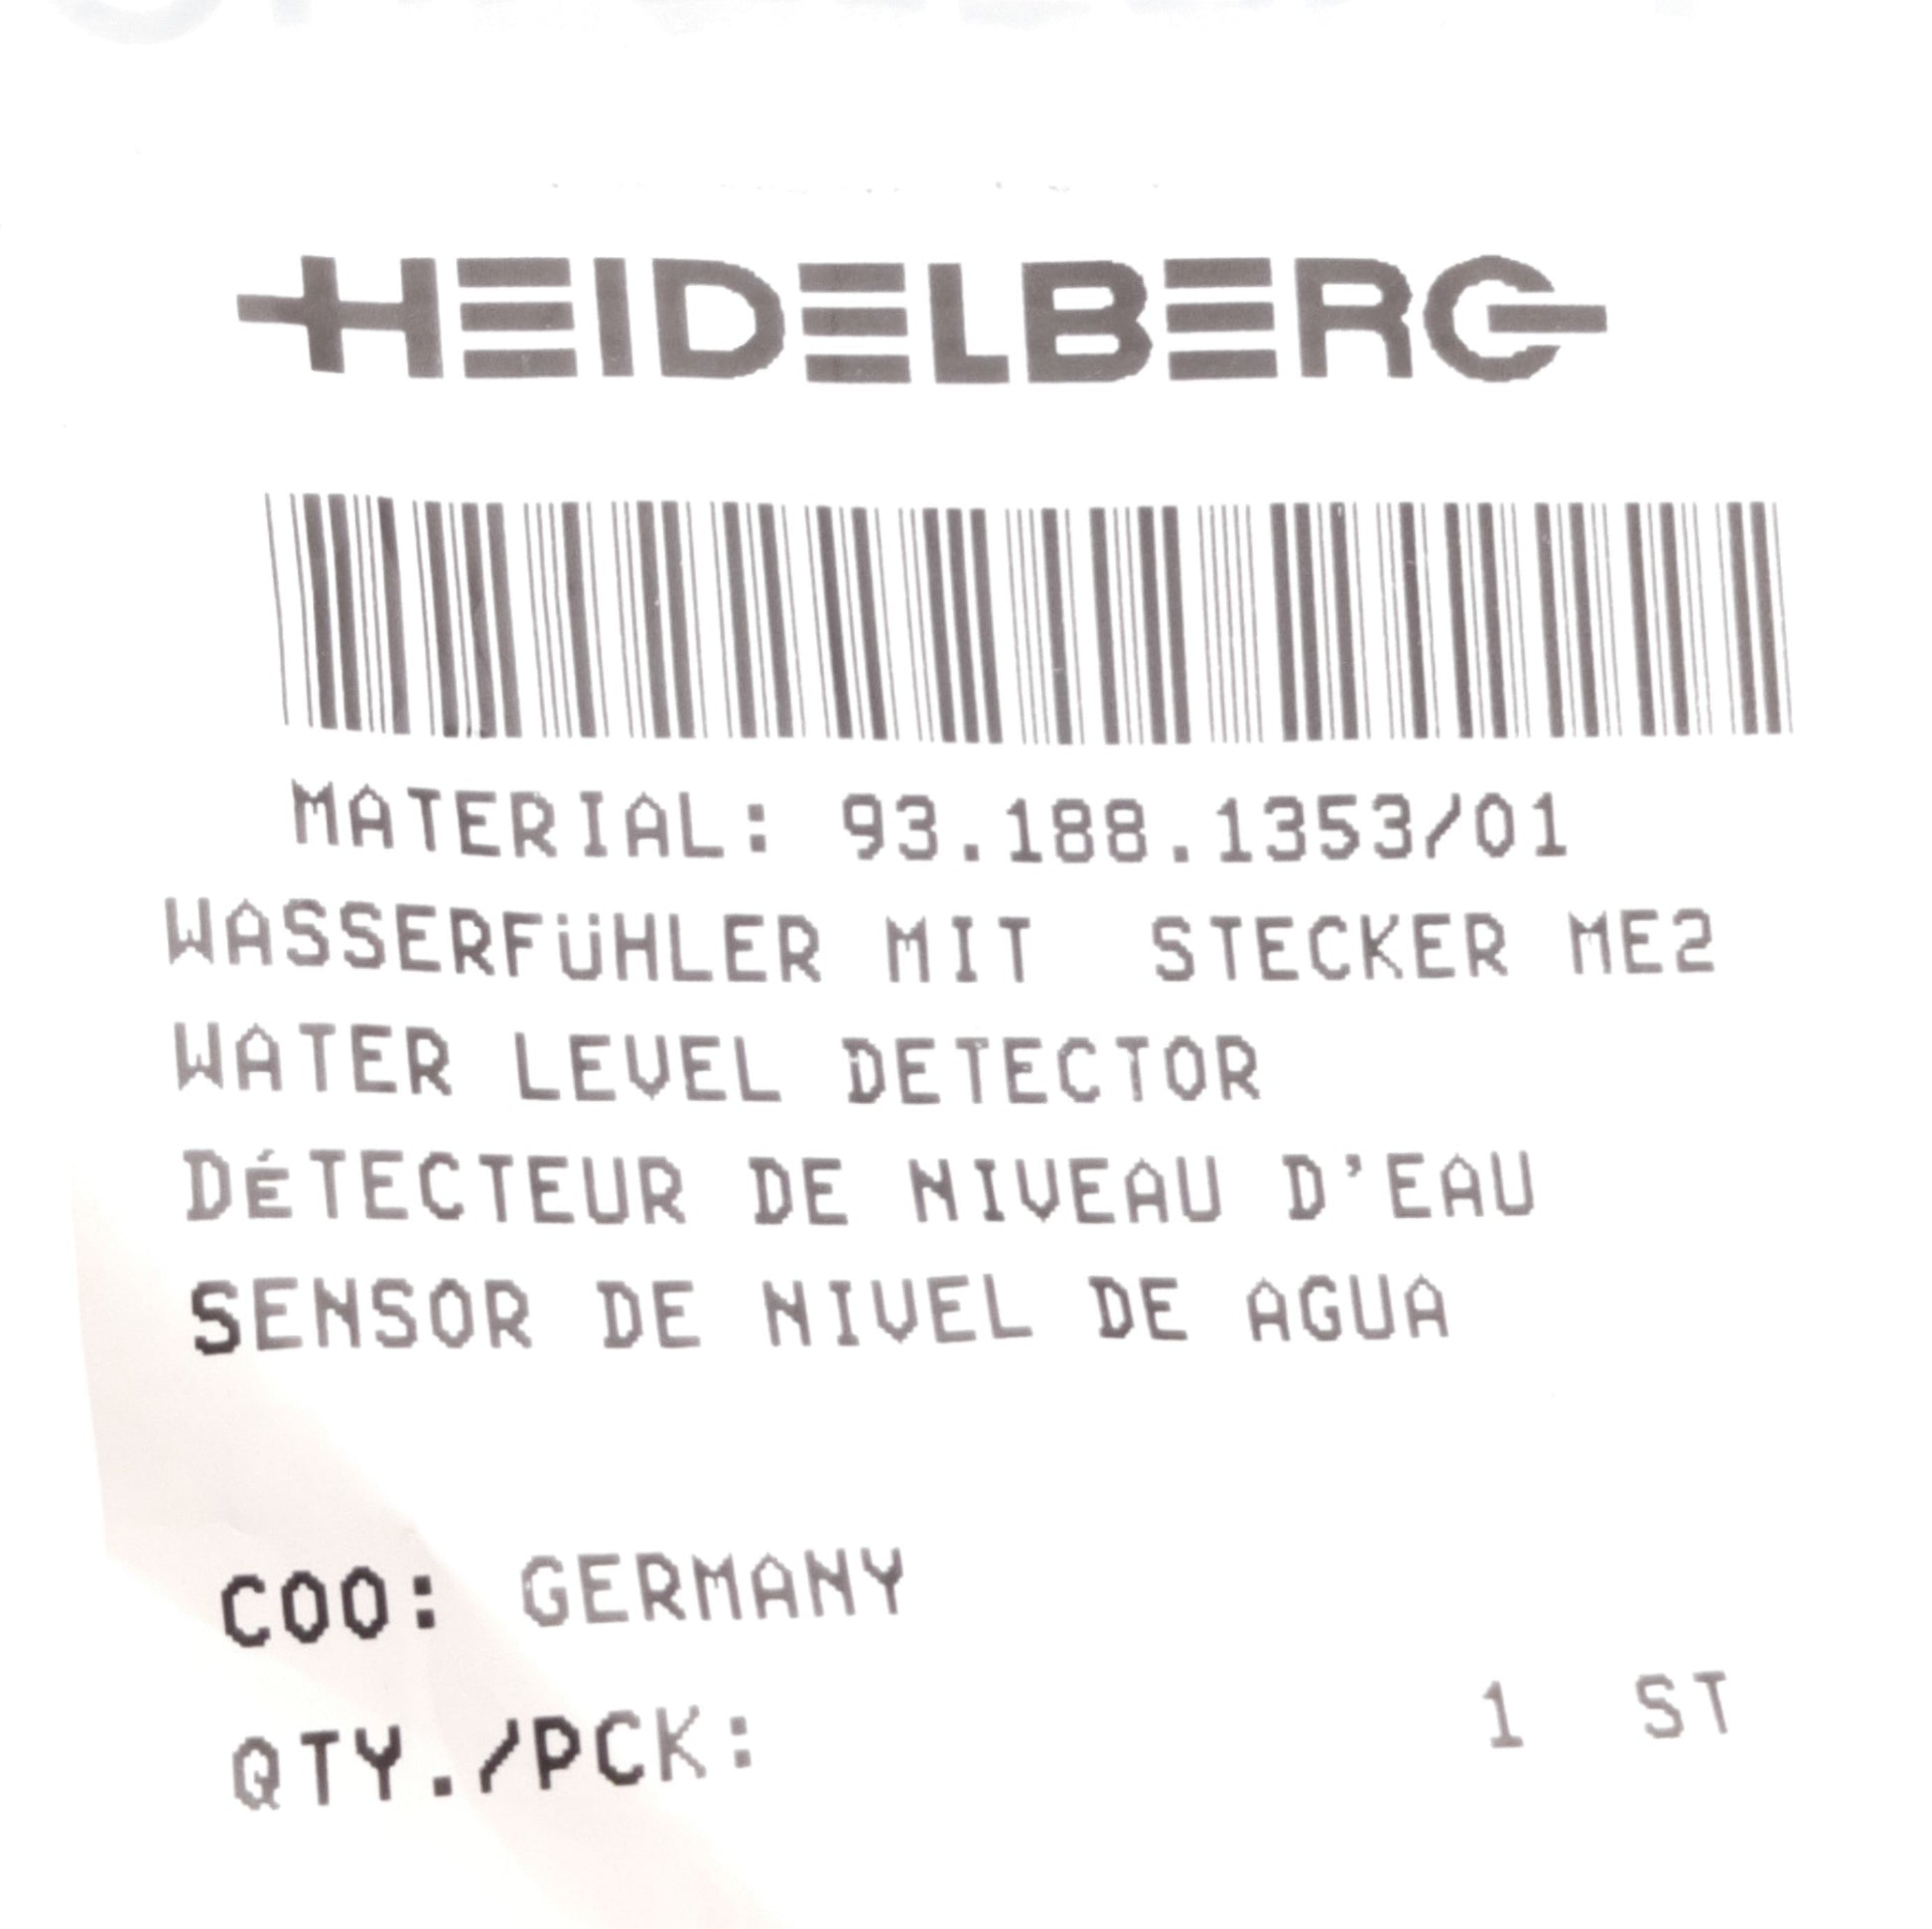 HEIDELBERG
MATERIAL: 93.188.1353/01
WASSERFÜHLER MIT  STECKER ME2
WATER LEVEL DETECTOR
DÉTECTEUR DE NIVEAU D'EAU
SENSOR DE NIVEL DE AGUA
COO: GERMANY
QTY./PCK: 1 ST